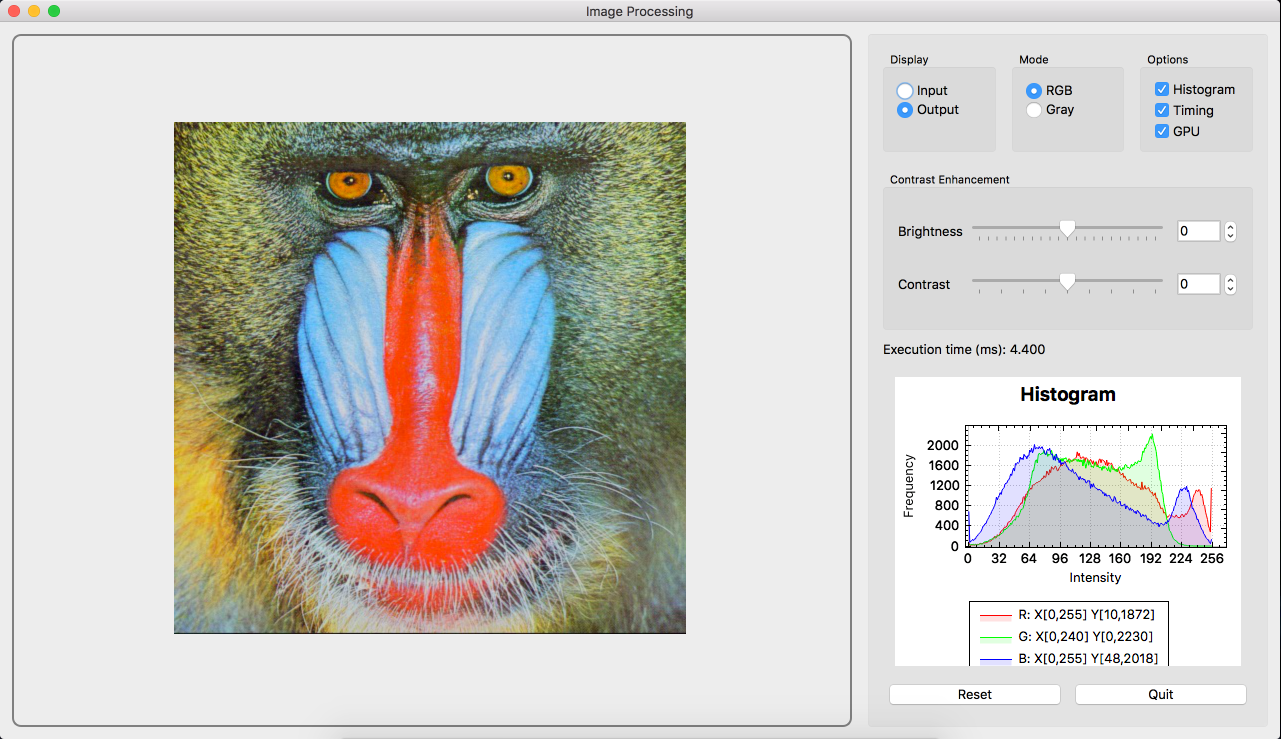 Image Processing
Display
Input
Output
Mode
RGB
Gray
Options
Histogram
Timing
GPU
Contrast Enhancement
Brightness 0
Contrast 0
Execution time (ms): 4.400
Histogram
Frequency
2000
1600
1200
800
400
0
0 32 64 96 128 160 192 224 256
Intensity
R: X[0,255] Y[10,1872]
G: X[0,240] Y[0,2230]
B: X[0,255] Y[48,2018]
Reset Quit